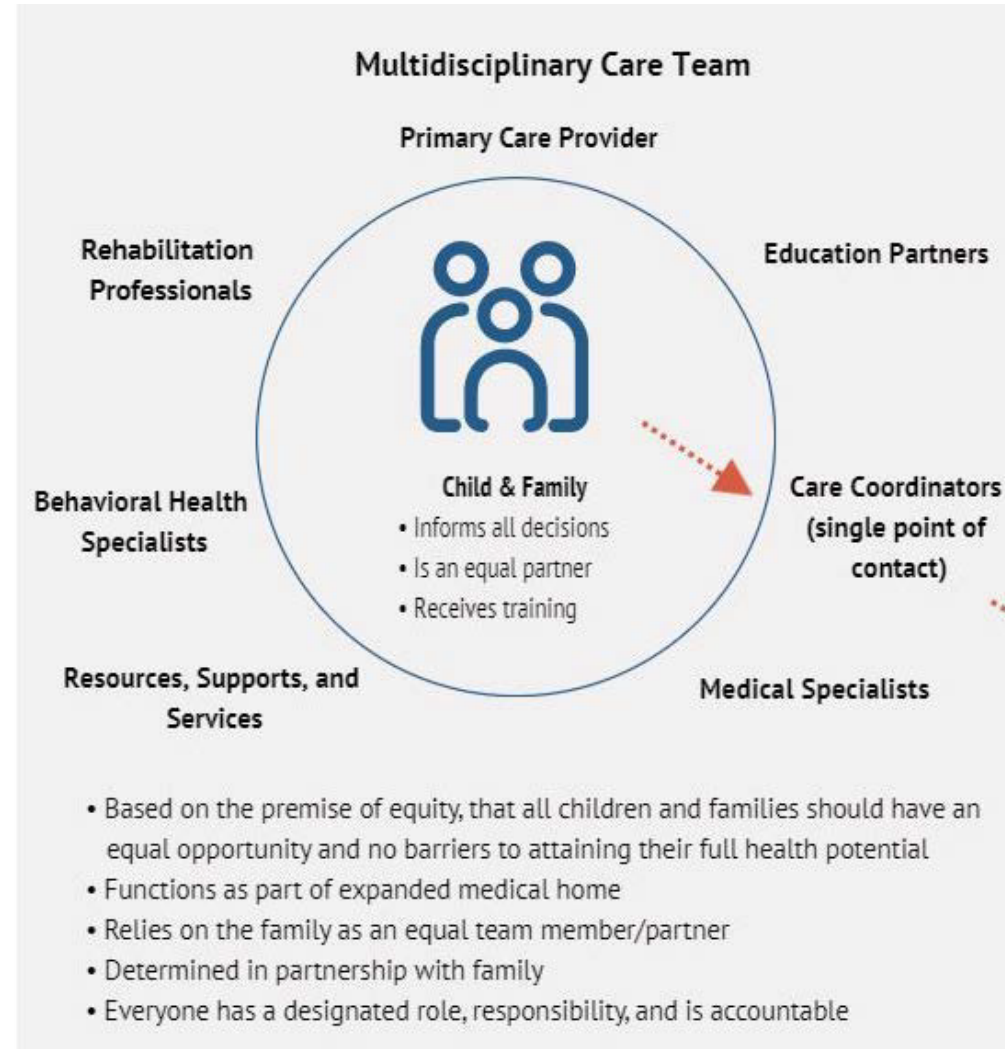 Multidisciplinary Care Team
Primary Care Provider
Rehabilitation
Professionals
Education Partners
Child & Family
• Informs all decisions
• Is an equal partner
• Receives training
Behavioral Health
Specialists
Care Coordinators
(single point of
contact)
Resources, Supports, and
Services
Medical Specialists
• Based on the premise of equity, that all children and families should have an
equal opportunity and no barriers to attaining their full health potential
• Functions as part of expanded medical home
• Relies on the family as an equal team member/partner
• Determined in partnership with family
• Everyone has a designated role, responsibility, and is accountable